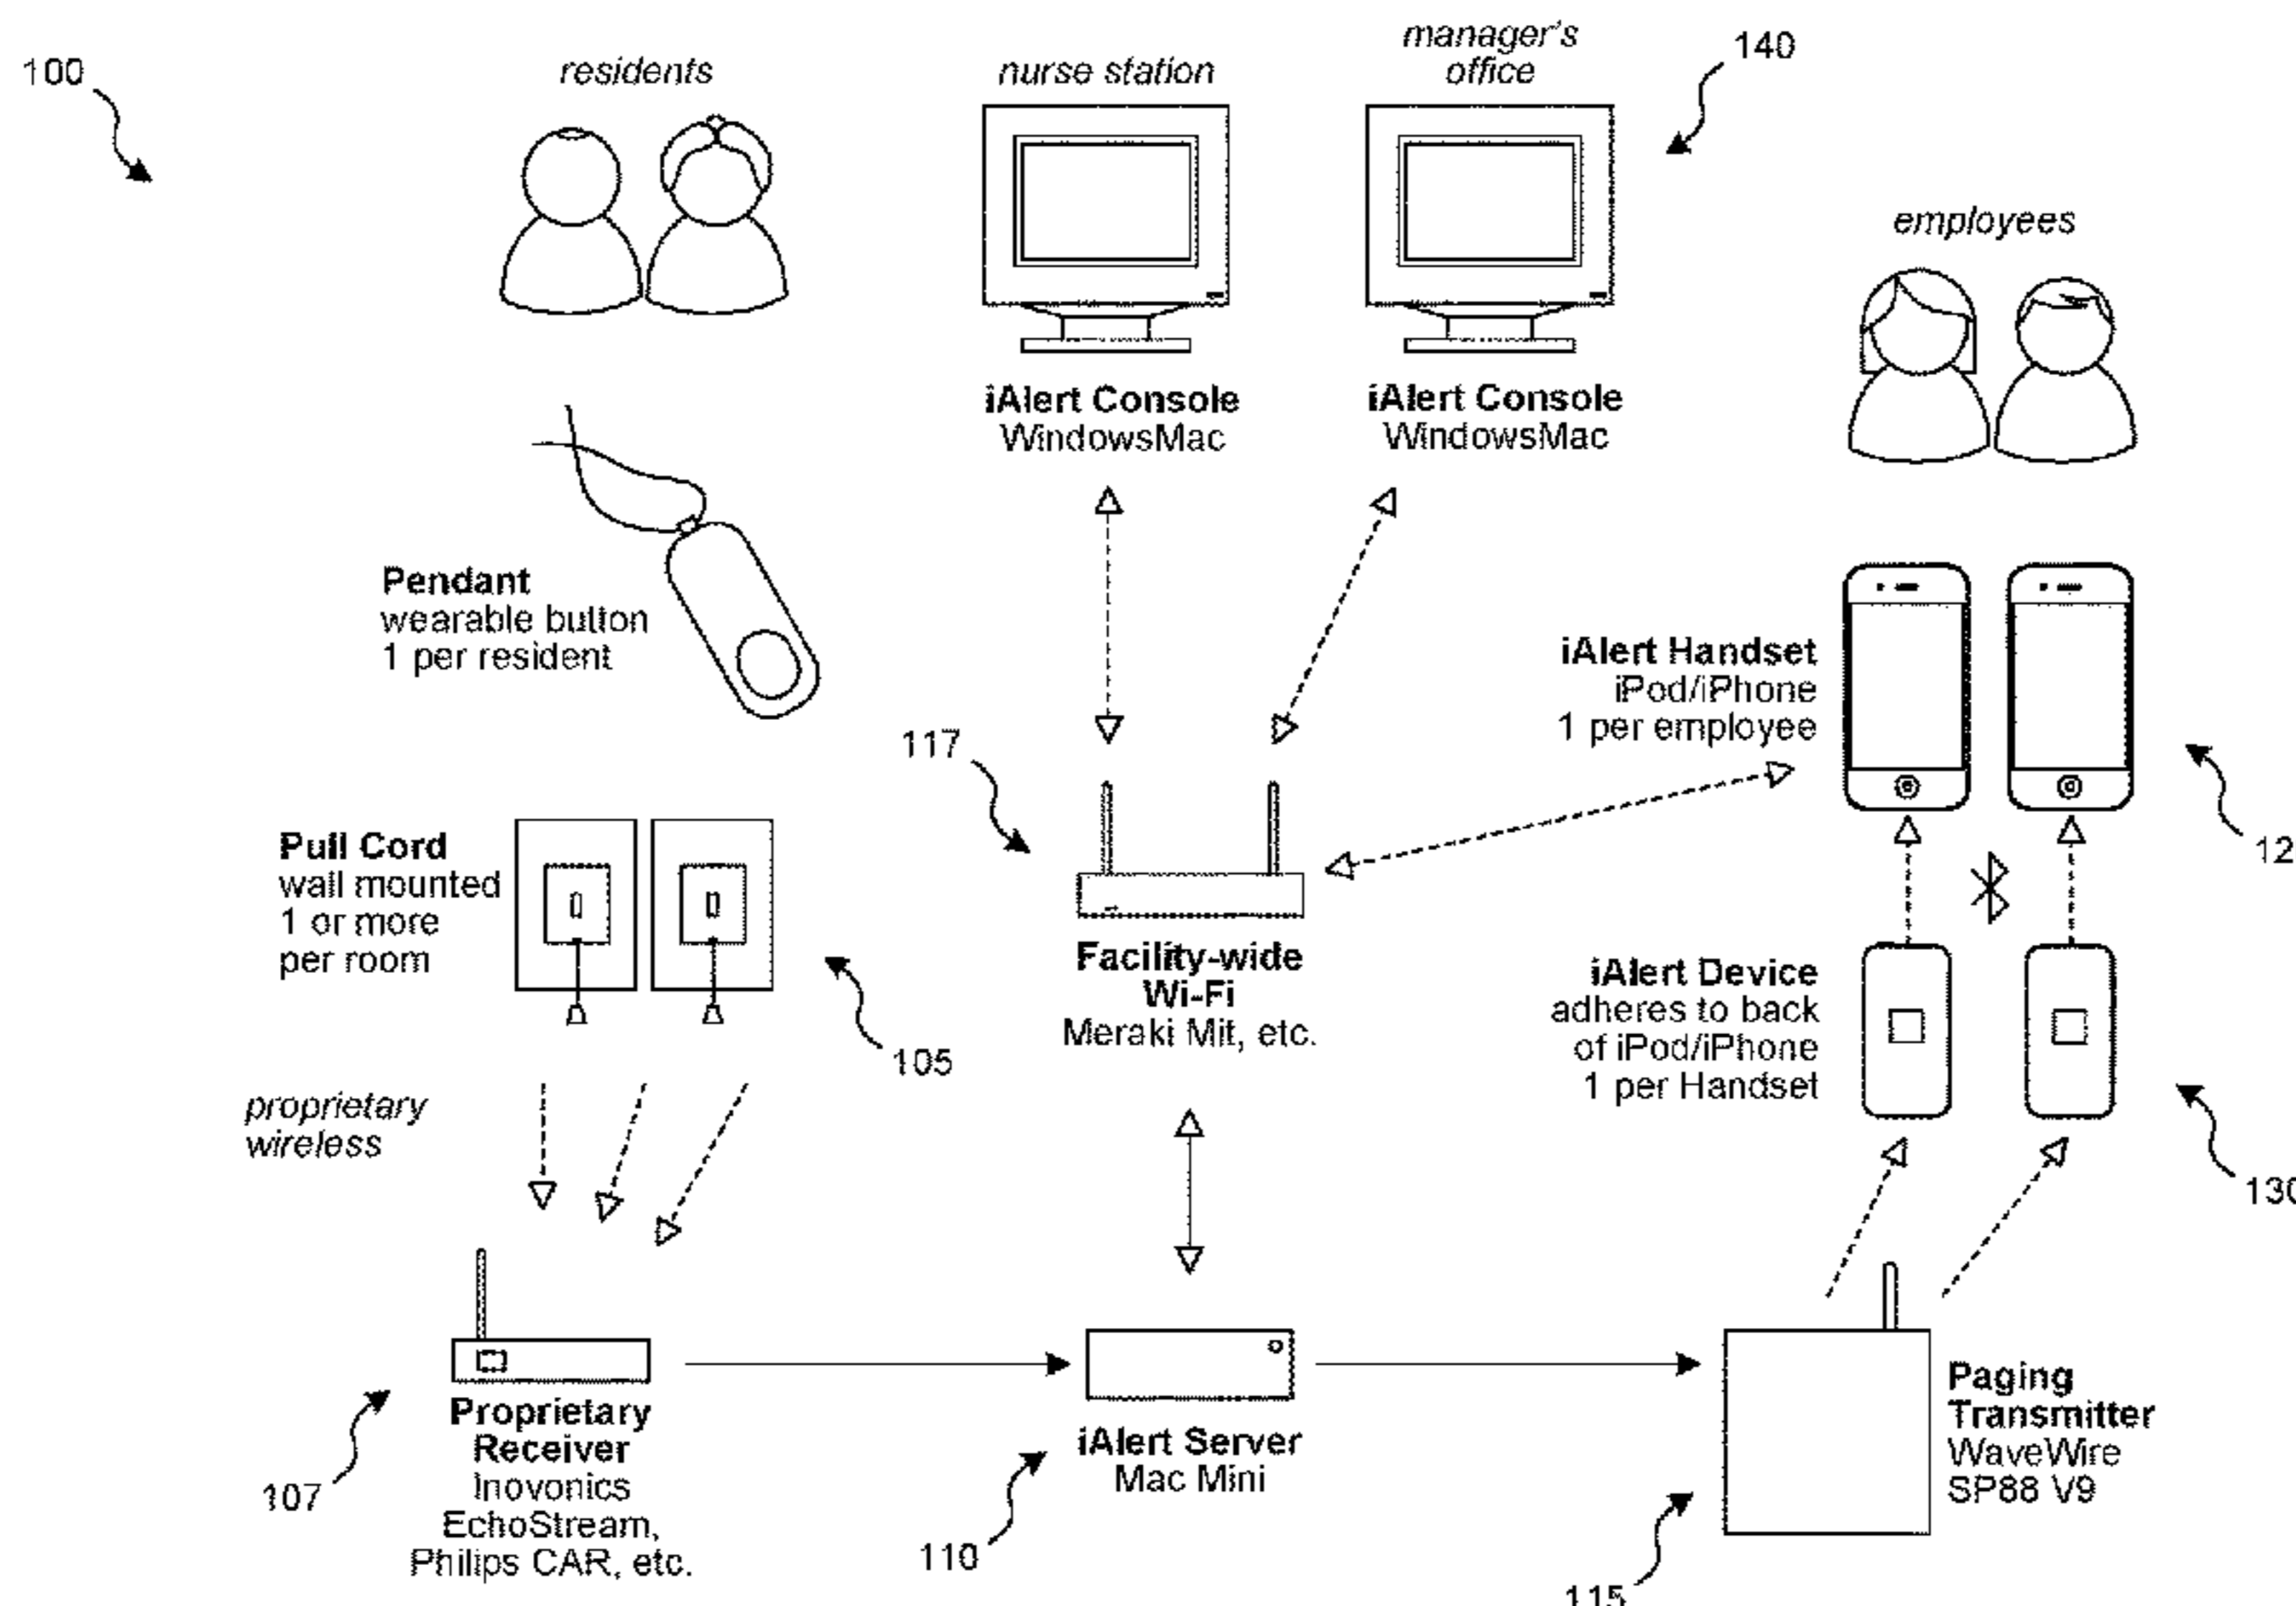 100
residents
nurse station
manager's
office
140
employees
iAlert Console
WindowsMac
iAlert Console
WindowsMac
Pendant
wearable button
1 per resident
iAlert Handset
iPod/iPhone
1 per employee
117
12
Pull Cord
wall mounted
1 or more
per room
105
Facility-wide
Wi-Fi
Meraki Mit, etc.
iAlert Device
adheres to back
of iPod/iPhone
1 per Handset
130
proprietary
wireless
Proprietary
Receiver
Inovonics
EchoStream,
Philips CAR, etc.
107
iAlert Server
Mac Mini
110
Paging
Transmitter
WaveWire
SP88 V9
115